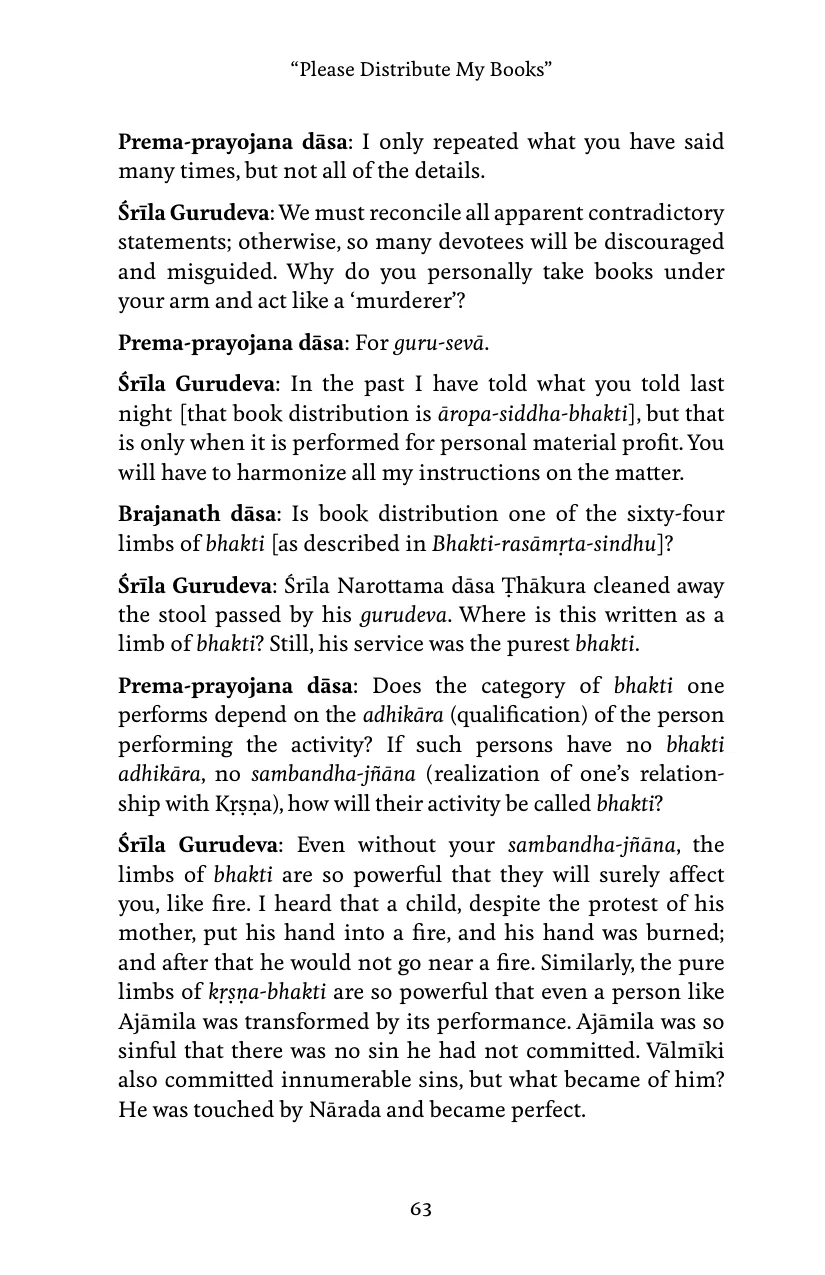 “Please Distribute My Books”
Prema-prayojana dāsa: I only repeated what you have said
many times, but not all of the details.
Śrīla Gurudeva: We must reconcile all apparent contradictory
statements; otherwise, so many devotees will be discouraged
and misguided. Why do you personally take books under
your arm and act like a ‘murderer’?
Prema-prayojana dāsa: For guru-sevā.
Śrīla Gurudeva: In the past I have told what you told last
night [that book distribution is āropa-siddha-bhakti], but that
is only when it is performed for personal material profit. You
will have to harmonize all my instructions on the matter.
Brajanath dāsa: Is book distribution one of the sixty-four
limbs of bhakti [as described in Bhakti-rasāmṛta-sindhu]?
Śrīla Gurudeva: Śrīla Narottama dāsa Ṭhākura cleaned away
the stool passed by his gurudeva. Where is this written as a
limb of bhakti? Still, his service was the purest bhakti.
Prema-prayojana dāsa: Does the category of bhakti one
performs depend on the adhikāra (qualification) of the person
performing the activity? If such persons have no bhakti
adhikāra, no sambandha-jñāna (realization of one’s relation-
ship with Kṛṣṇa), how will their activity be called bhakti?
Śrīla Gurudeva: Even without your sambandha-jñāna, the
limbs of bhakti are so powerful that they will surely affect
you, like fire. I heard that a child, despite the protest of his
mother, put his hand into a fire, and his hand was burned;
and after that he would not go near a fire. Similarly, the pure
limbs of kṛṣṇa-bhakti are so powerful that even a person like
Ajāmila was transformed by its performance. Ajāmila was so
sinful that there was no sin he had not committed. Vālmīki
also committed innumerable sins, but what became of him?
He was touched by Nārada and became perfect.
63